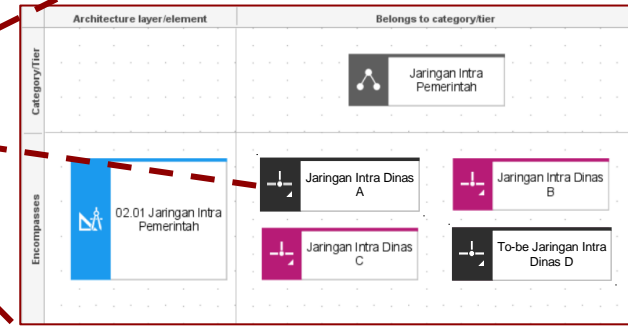 Architecture layer/element
Belongs to category/tier
Category/Tier
Jaringan Intra
Pemerintah
Encompasses
02.01 Jaringan Intra
Pemerintah
Jaringan Intra Dinas
A
Jaringan Intra Dinas
B
Jaringan Intra Dinas
C
To-be Jaringan Intra
Dinas D